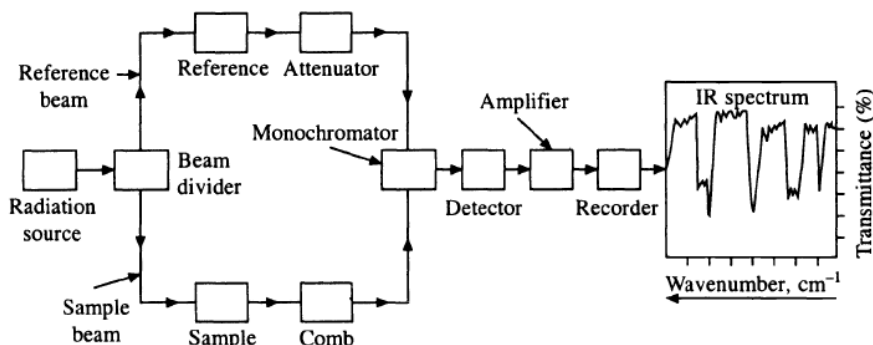 Reference
beam
Reference
Attenuator
Radiation
source
Beam
divider
Sample
beam
Sample
Comb
Monochromator
Detector
Amplifier
Recorder
IR spectrum
Transmittance (%)
Wavenumber, cm⁻¹